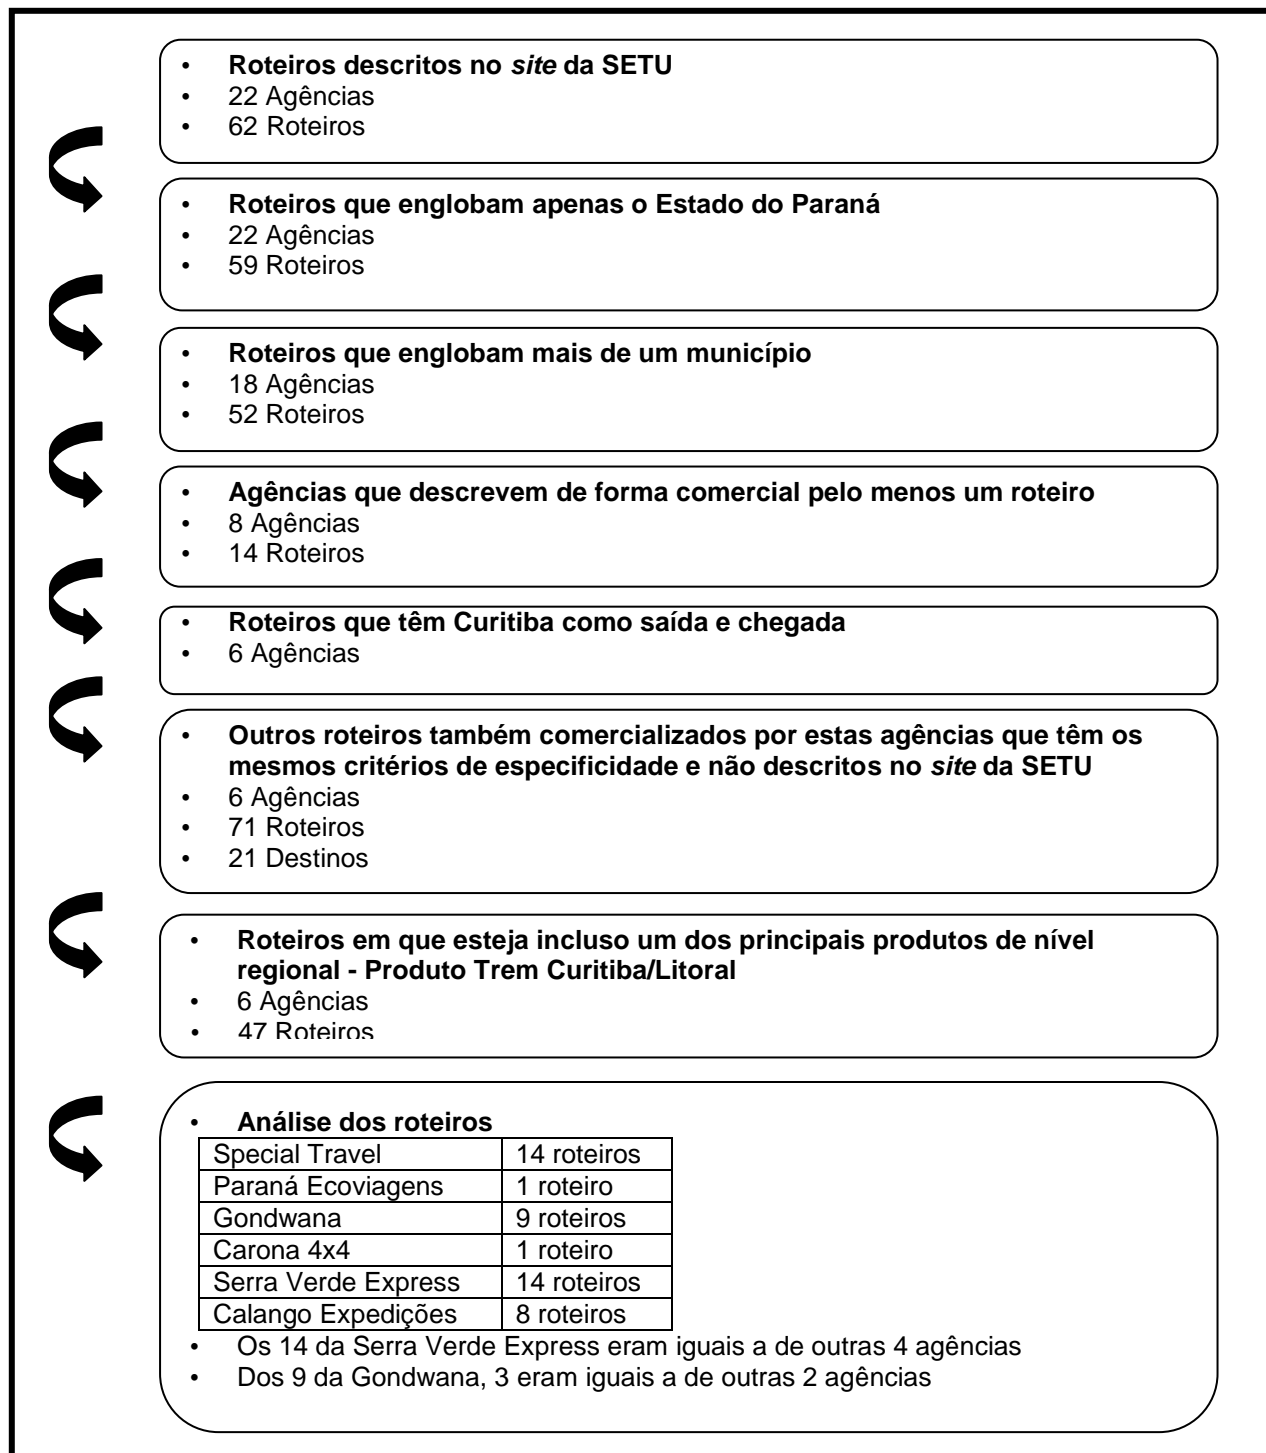 • Roteiros descritos no site da SETU
• 22 Agências
• 62 Roteiros
• Roteiros que englobam apenas o Estado do Paraná
• 22 Agências
• 59 Roteiros
• Roteiros que englobam mais de um município
• 18 Agências
• 52 Roteiros
• Agências que descrevem de forma comercial pelo menos um roteiro
• 8 Agências
• 14 Roteiros
• Roteiros que têm Curitiba como saída e chegada
• 6 Agências
• Outros roteiros também comercializados por estas agências que têm os
mesmos critérios de especificidade e não descritos no site da SETU
• 6 Agências
• 71 Roteiros
• 21 Destinos
• Roteiros em que esteja incluso um dos principais produtos de nível
regional - Produto Trem Curitiba/Litoral
• 6 Agências
• 47 Roteiros
• Análise dos roteiros
Special Travel 14 roteiros
Paraná Ecoviagens 1 roteiro
Gondwana 9 roteiros
Carona 4x4 1 roteiro
Serra Verde Express 14 roteiros
Calango Expedições 8 roteiros
• Os 14 da Serra Verde Express eram iguais a de outras 4 agências
• Dos 9 da Gondwana, 3 eram iguais a de outras 2 agências